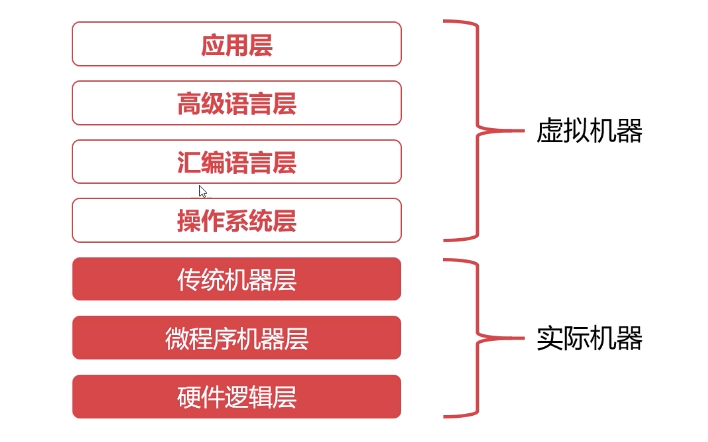 应用层
高级语言层
汇编语言层
操作系统层
虚拟机器
传统机器层
微程序机器层
硬件逻辑层
实际机器